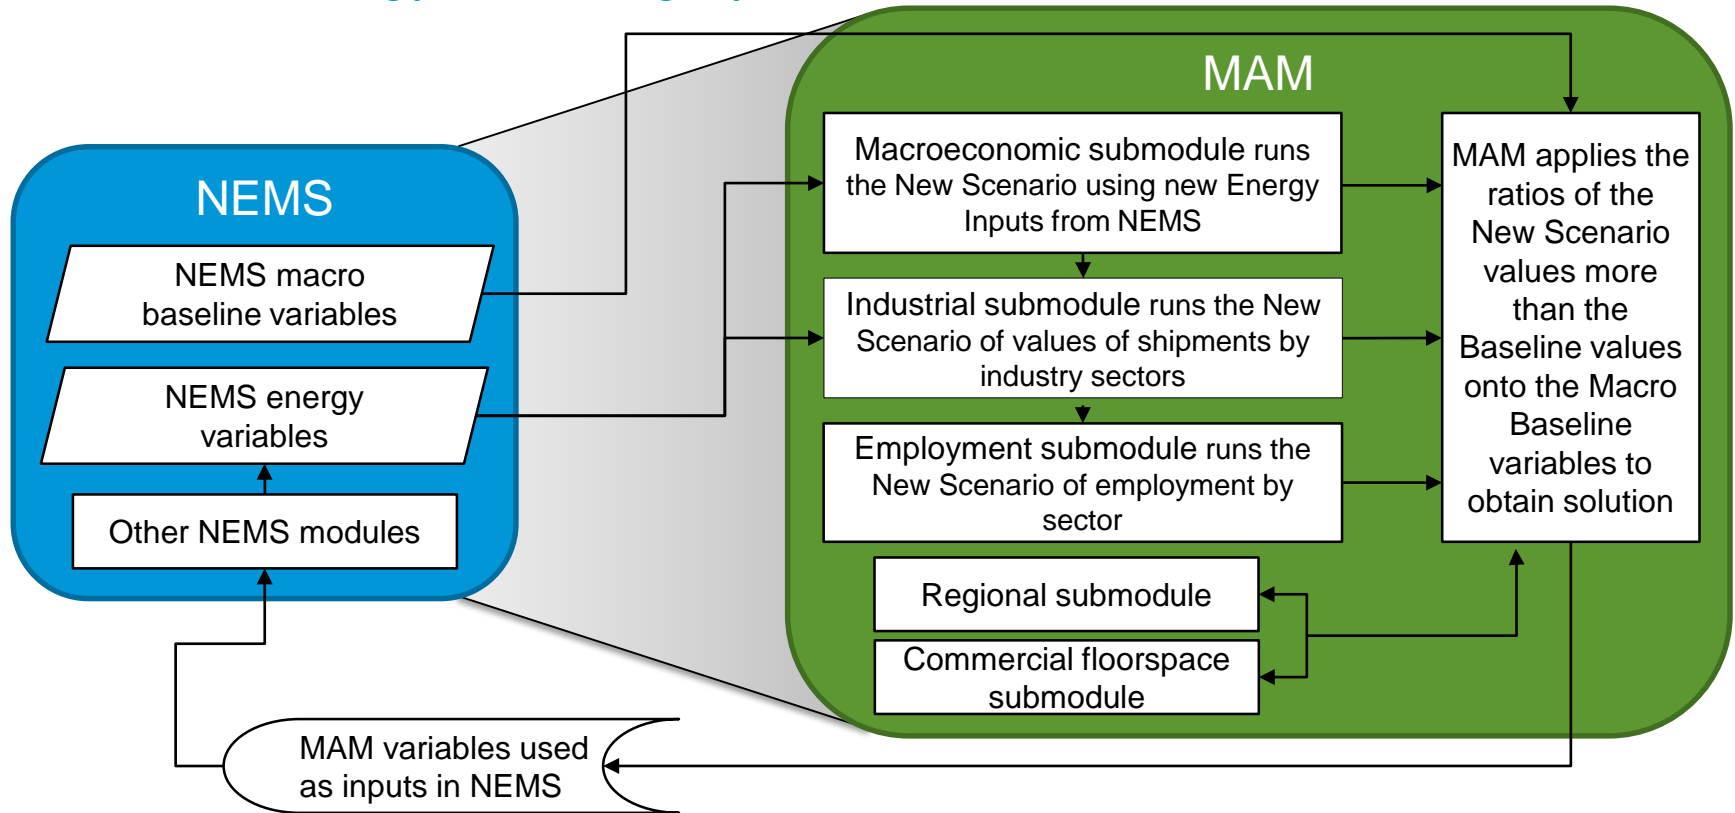 NEMS
NEMS macro
baseline variables
NEMS energy
variables
Other NEMS modules
MAM
Macroeconomic submodule runs
the New Scenario using new Energy
Inputs from NEMS
Industrial submodule runs the New
Scenario of values of shipments by
industry sectors
Employment submodule runs the
New Scenario of employment by
sector
Regional submodule
Commercial floorspace
submodule
MAM applies the
ratios of the
New Scenario
values more
than the
Baseline values
onto the Macro
Baseline
variables to
obtain solution
MAM variables used
as inputs in NEMS